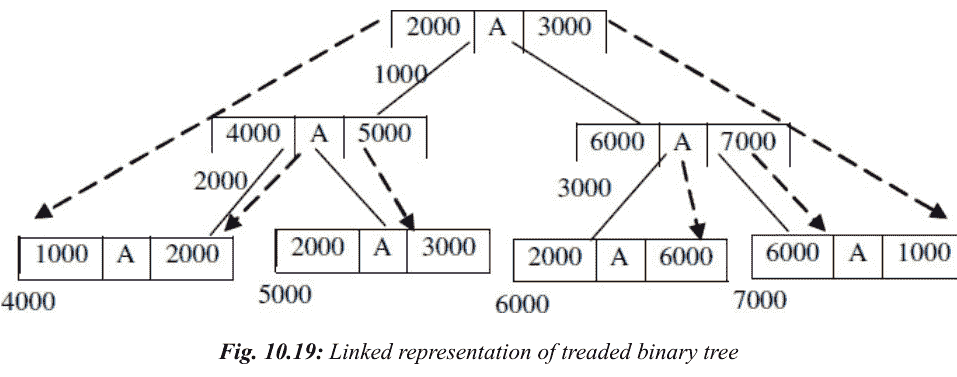 2000 A 3000
1000
4000 A 5000
6000 A 7000
2000
3000
1000 A 2000
2000 A 3000
2000 A 6000
6000 A 1000
4000
5000
6000
7000
Fig. 10.19: Linked representation of treaded binary tree